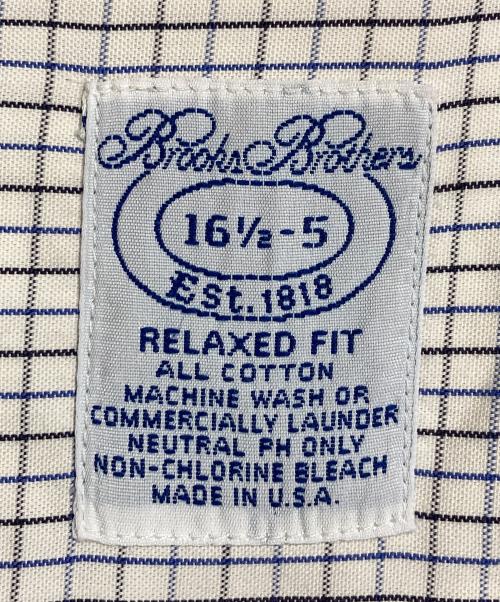 Brooks Brothers
16½-5
Est. 1818
RELAXED FIT
ALL COTTON
MACHINE WASH OR
COMMERCIALLY LAUNDER
NEUTRAL PH ONLY
NON-CHLORINE BLEACH
MADE IN U.S.A.